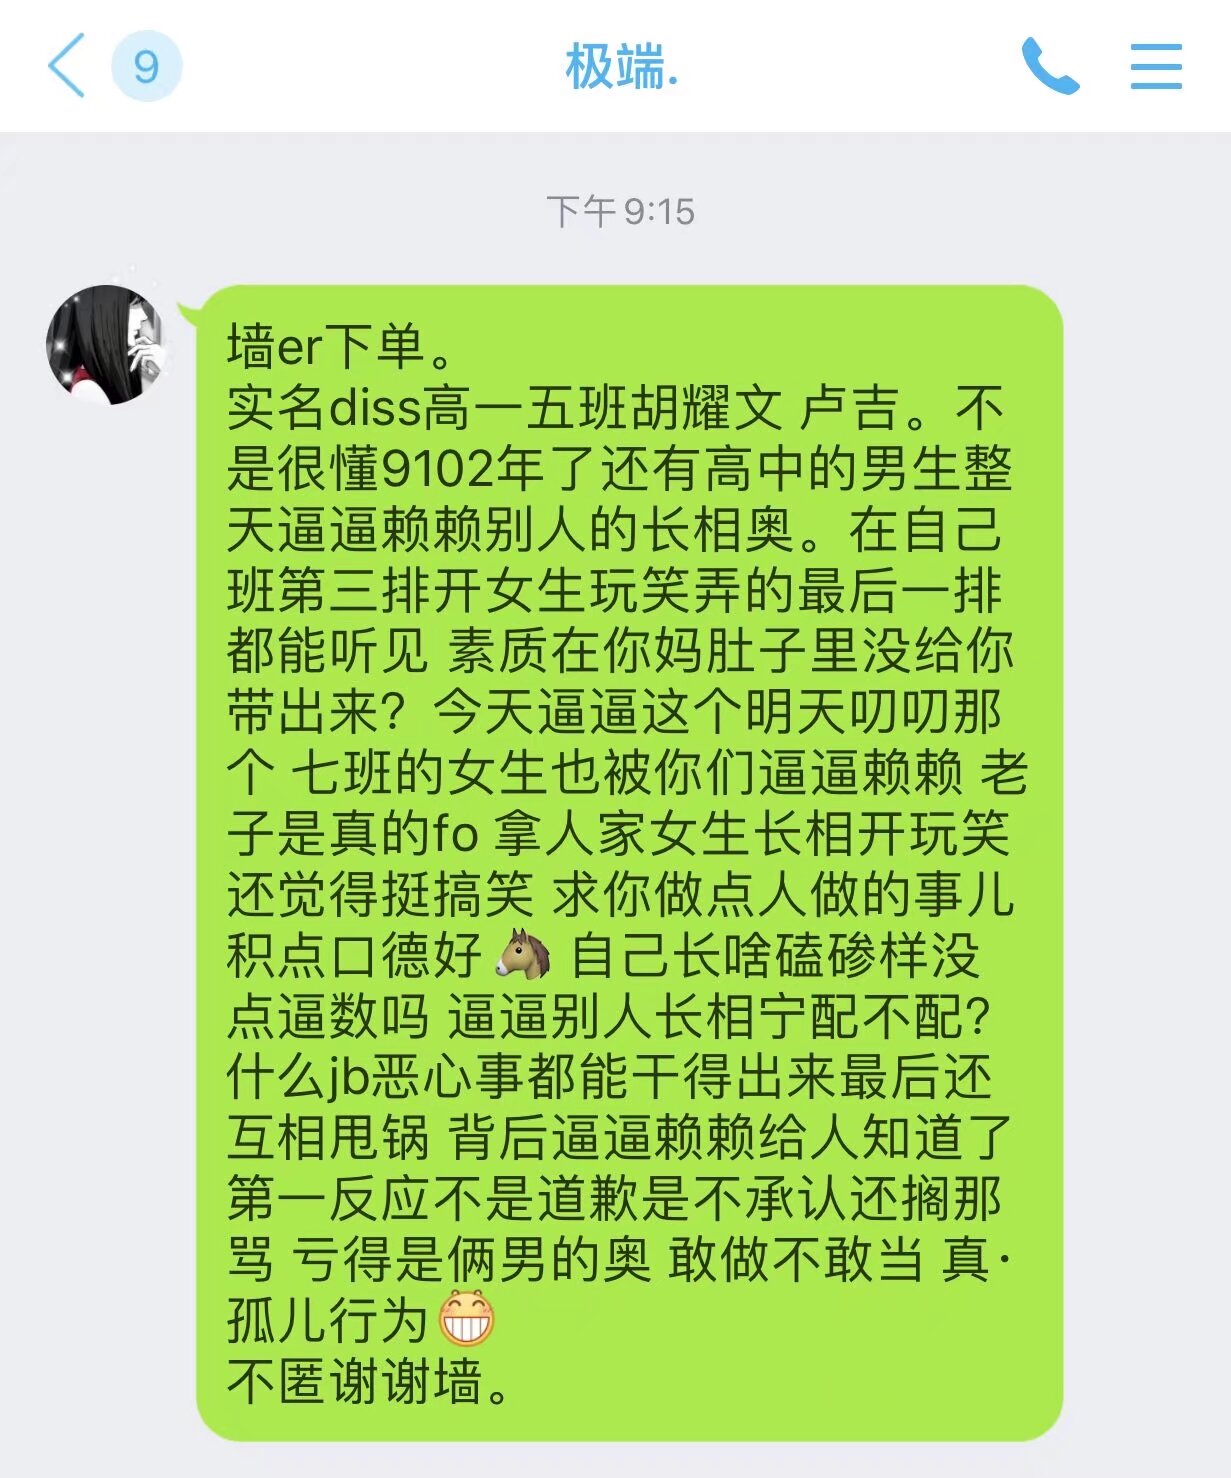 9
极端.
下午 9:15
墙er下单。
实名diss高一五班胡耀文 卢吉。不
是很懂9102年了还有高中的男生整
天逼逼赖赖别人的长相奥。在自己
班第三排开女生玩笑弄的最后一排
都能听见 素质在你妈肚子里没给你
带出来？今天逼逼这个明天叨叨那
个 七班的女生也被你们逼逼赖赖 老
子是真的fo 拿人家女生长相开玩笑
还觉得挺搞笑 求你做点人做的事儿
积点口德好🐴 自己长啥磕碜样没
点逼数吗 逼逼别人长相宁配不配？
什么jb恶心事都能干得出来最后还
互相甩锅 背后逼逼赖赖给人知道了
第一反应不是道歉是不承认还搁那
骂 亏得是俩男的奥 敢做不敢当 真·
孤儿行为😁
不匿谢谢墙。